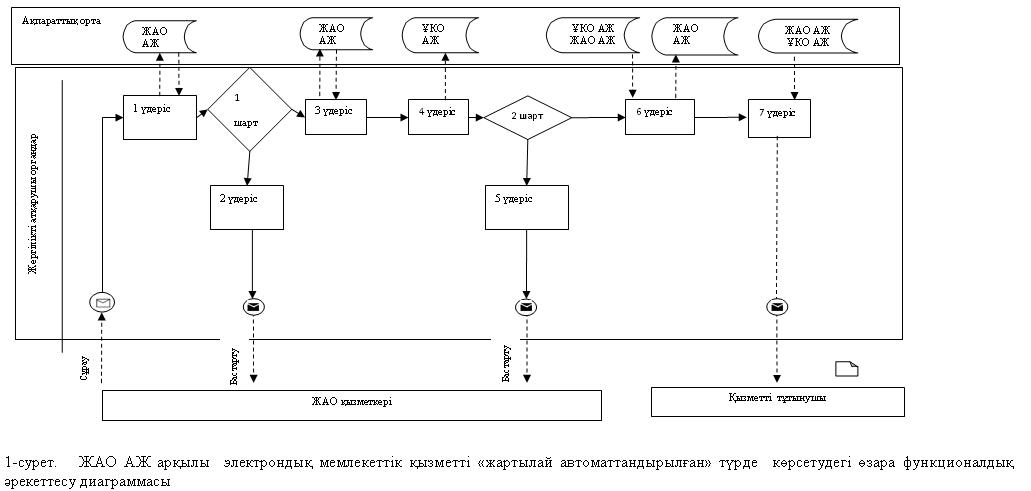 Ақпараттық орта
ЖАО
АЖ
ЖАО
АЖ
ҰКО
АЖ
ҰКО АЖ
ЖАО АЖ
ЖАО
АЖ
ЖАО АЖ
ҰКО АЖ
Жергілікті атқарушы органдар
1 үдеріс
1
шарт
3 үдеріс
4 үдеріс
2 шарт
6 үдеріс
7 үдеріс
2 үдеріс
5 үдеріс
Сұрау
Бас тарту
Бас тарту
ЖАО қызметкері
Қызметті тұтынушы
1-сурет. ЖАО АЖ арқылы электрондық мемлекеттік қызметті «жартылай автоматтандырылған» түрде көрсетудегі өзара функционалдық
әрекеттесу диаграммасы